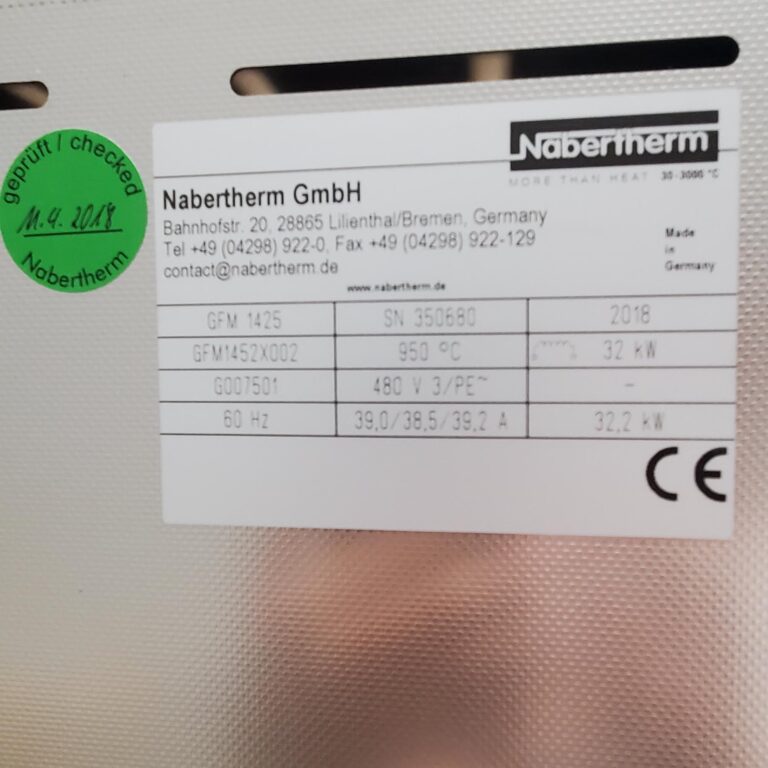 geprüft / checked
11.4.2018
Nabertherm
Nabertherm
MORE THAN HEAT 30-3000 °C
Nabertherm GmbH
Bahnhofstr. 20, 28865 Lilienthal/Bremen, Germany
Tel +49 (04298) 922-0, Fax +49 (04298) 922-129
contact@nabertherm.de
Made
in
Germany
www.nabertherm.de
GFM 1425 SN 350680 2018
GFM1452X002 950 °C 32 kW
G007501 480 V 3/PE~ -
60 Hz 39,0/38,5/39,2 A 32,2 kW
CE